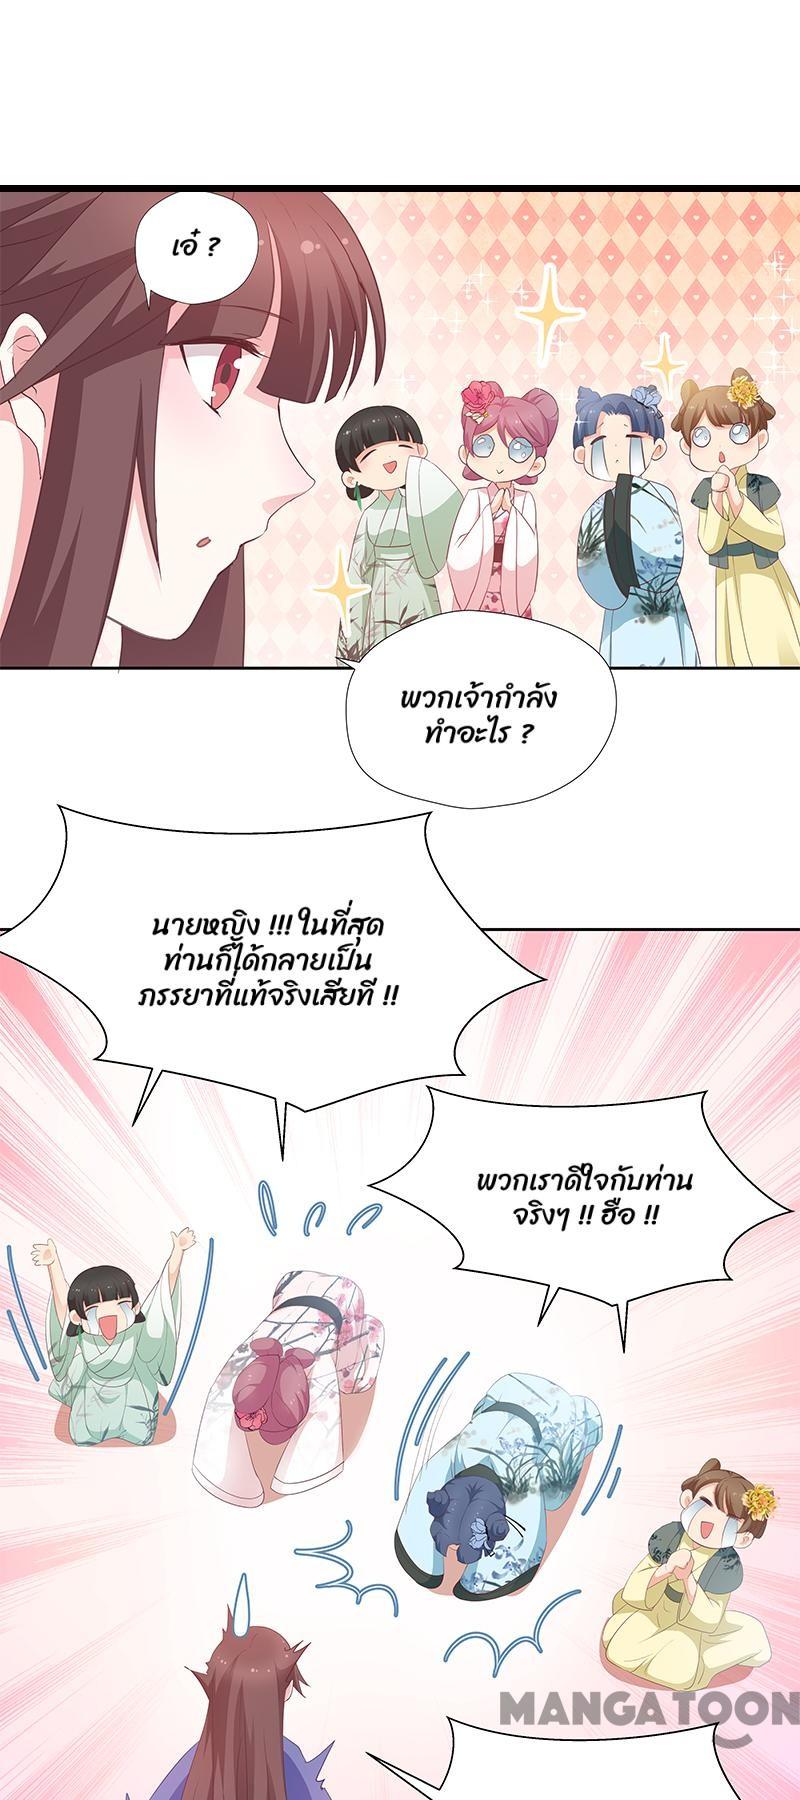 เอ๋ ?
พวกเจ้ากำลัง
ทำอะไร ?
นายหญิง !!! ในที่สุด
ท่านก็ได้กลายเป็น
ภรรยาที่แท้จริงเสียที !!
พวกเราดีใจกับท่าน
จริงๆ !! ฮือ !!
MANGATOON